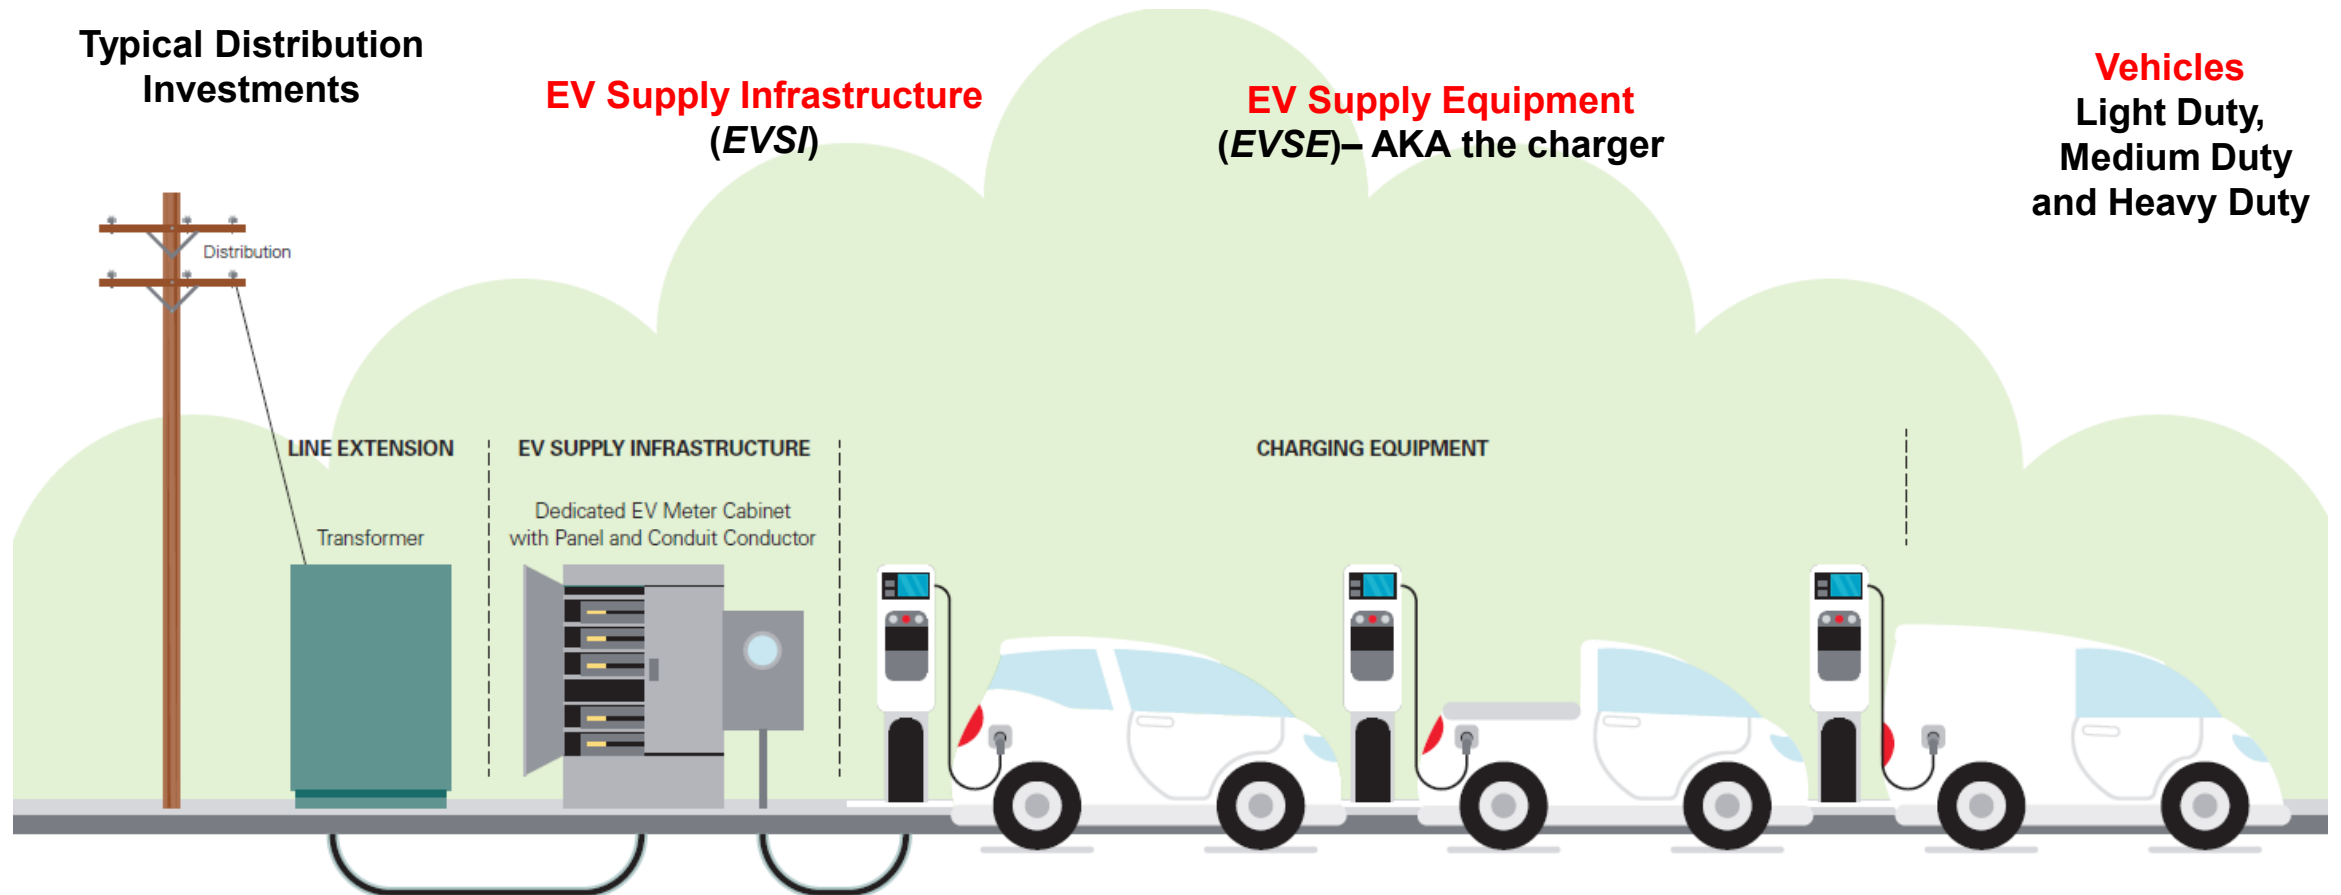 Typical Distribution
Investments
EV Supply Infrastructure
(EVSI)
EV Supply Equipment
(EVSE)– AKA the charger
Vehicles
Light Duty,
Medium Duty
and Heavy Duty
Distribution
LINE EXTENSION
EV SUPPLY INFRASTRUCTURE
CHARGING EQUIPMENT
Transformer
Dedicated EV Meter Cabinet
with Panel and Conduit Conductor